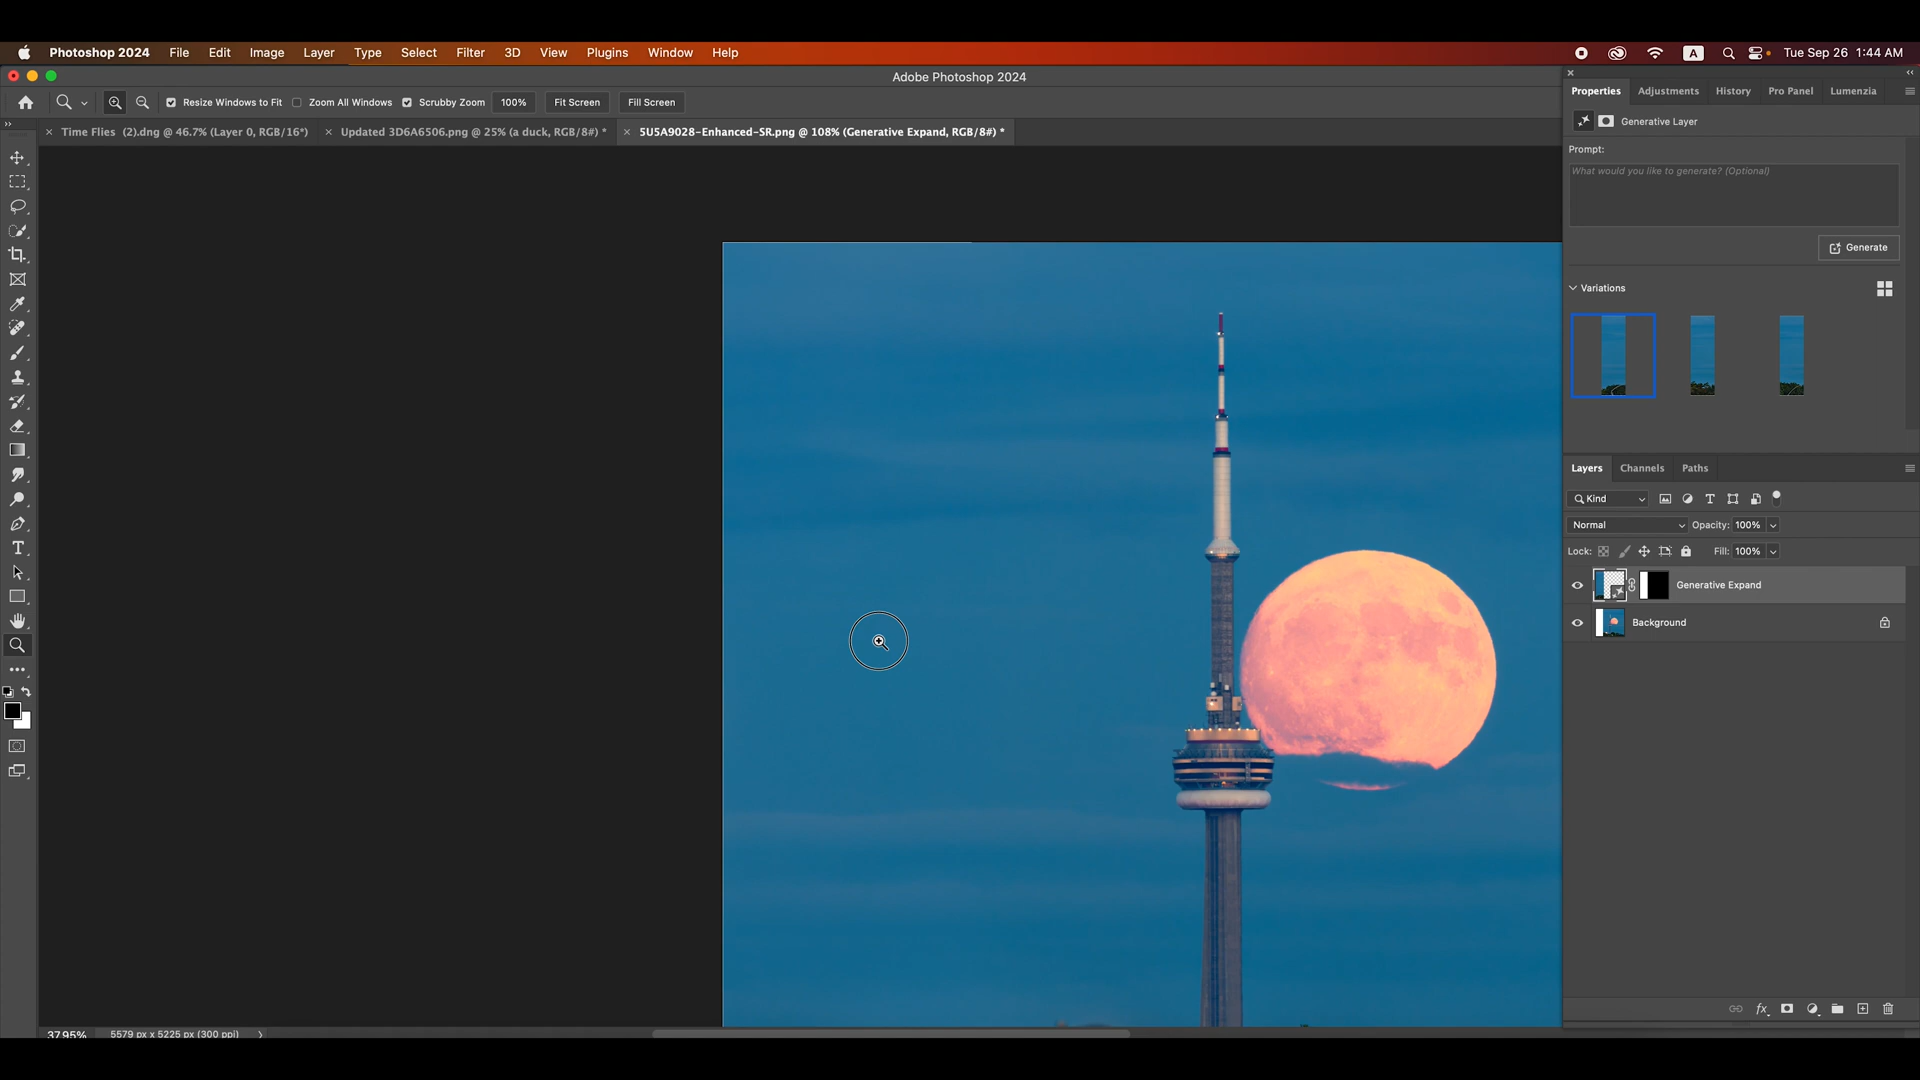 Photoshop 2024 File Edit Image Layer Type Select Filter 3D View Plugins Window Help A Tue Sep 26 1:44 AM
Adobe Photoshop 2024
Resize Windows to Fit Zoom All Windows Scrubby Zoom 100% Fit Screen Fill Screen
Time Flies (2).dng @ 46.7% (Layer 0, RGB/16*) Updated 3D6A6506.png @ 25% (a duck, RGB/8#) * 5U5A9028-Enhanced-SR.png @ 108% (Generative Expand, RGB/8#) *
Properties Adjustments History Pro Panel Lumenzia
Generative Layer
Prompt:
What would you like to generate? (Optional)
Generate
Variations
Layers Channels Paths
Kind
Normal Opacity: 100%
Lock: Fill: 100%
Generative Expand
Background
37.95% 5579 px x 5225 px (300 ppi)